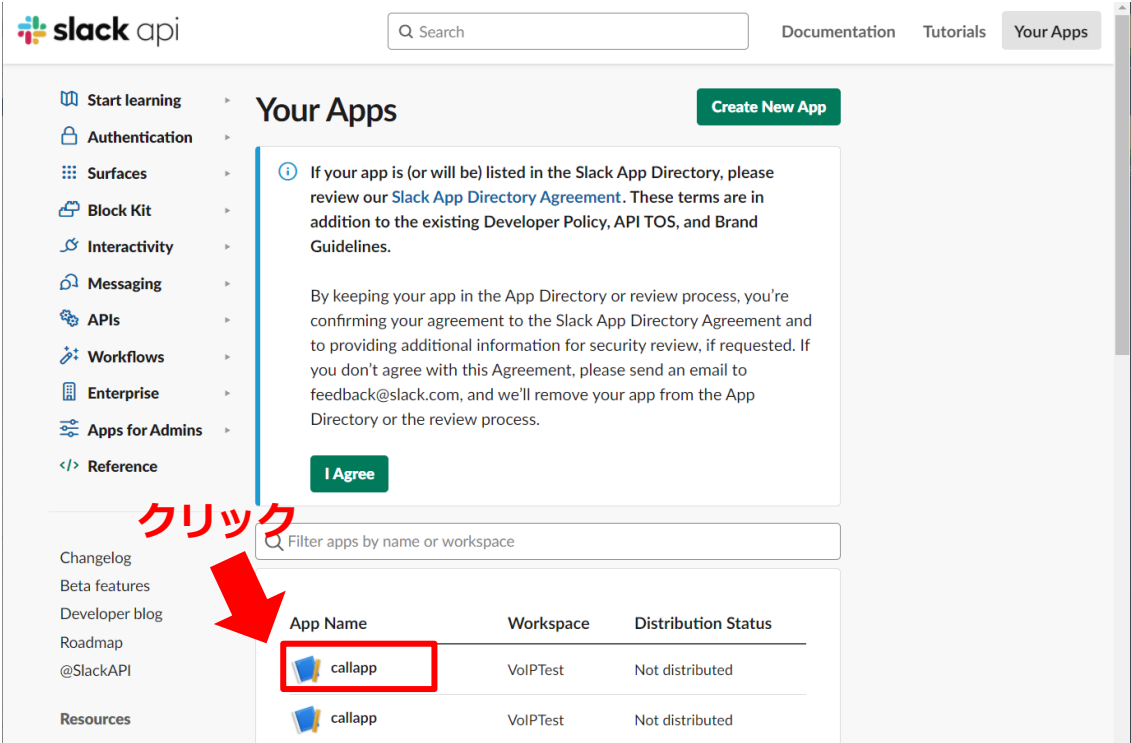 slack api
Search
Documentation
Tutorials
Your Apps
Start learning
Authentication
Surfaces
Block Kit
Interactivity
Messaging
APIs
Workflows
Enterprise
Apps for Admins
</> Reference
Changelog
Beta features
Developer blog
Roadmap
@SlackAPI
Resources
Your Apps
Create New App
If your app is (or will be) listed in the Slack App Directory, please
review our Slack App Directory Agreement. These terms are in
addition to the existing Developer Policy, API TOS, and Brand
Guidelines.
By keeping your app in the App Directory or review process, you're
confirming your agreement to the Slack App Directory Agreement and
to providing additional information for security review, if requested. If
you don't agree with this Agreement, please send an email to
feedback@slack.com, and we'll remove your app from the App
Directory or the review process.
I Agree
クリック
Filter apps by name or workspace
App Name Workspace Distribution Status
callapp VoIPTest Not distributed
callapp VoIPTest Not distributed